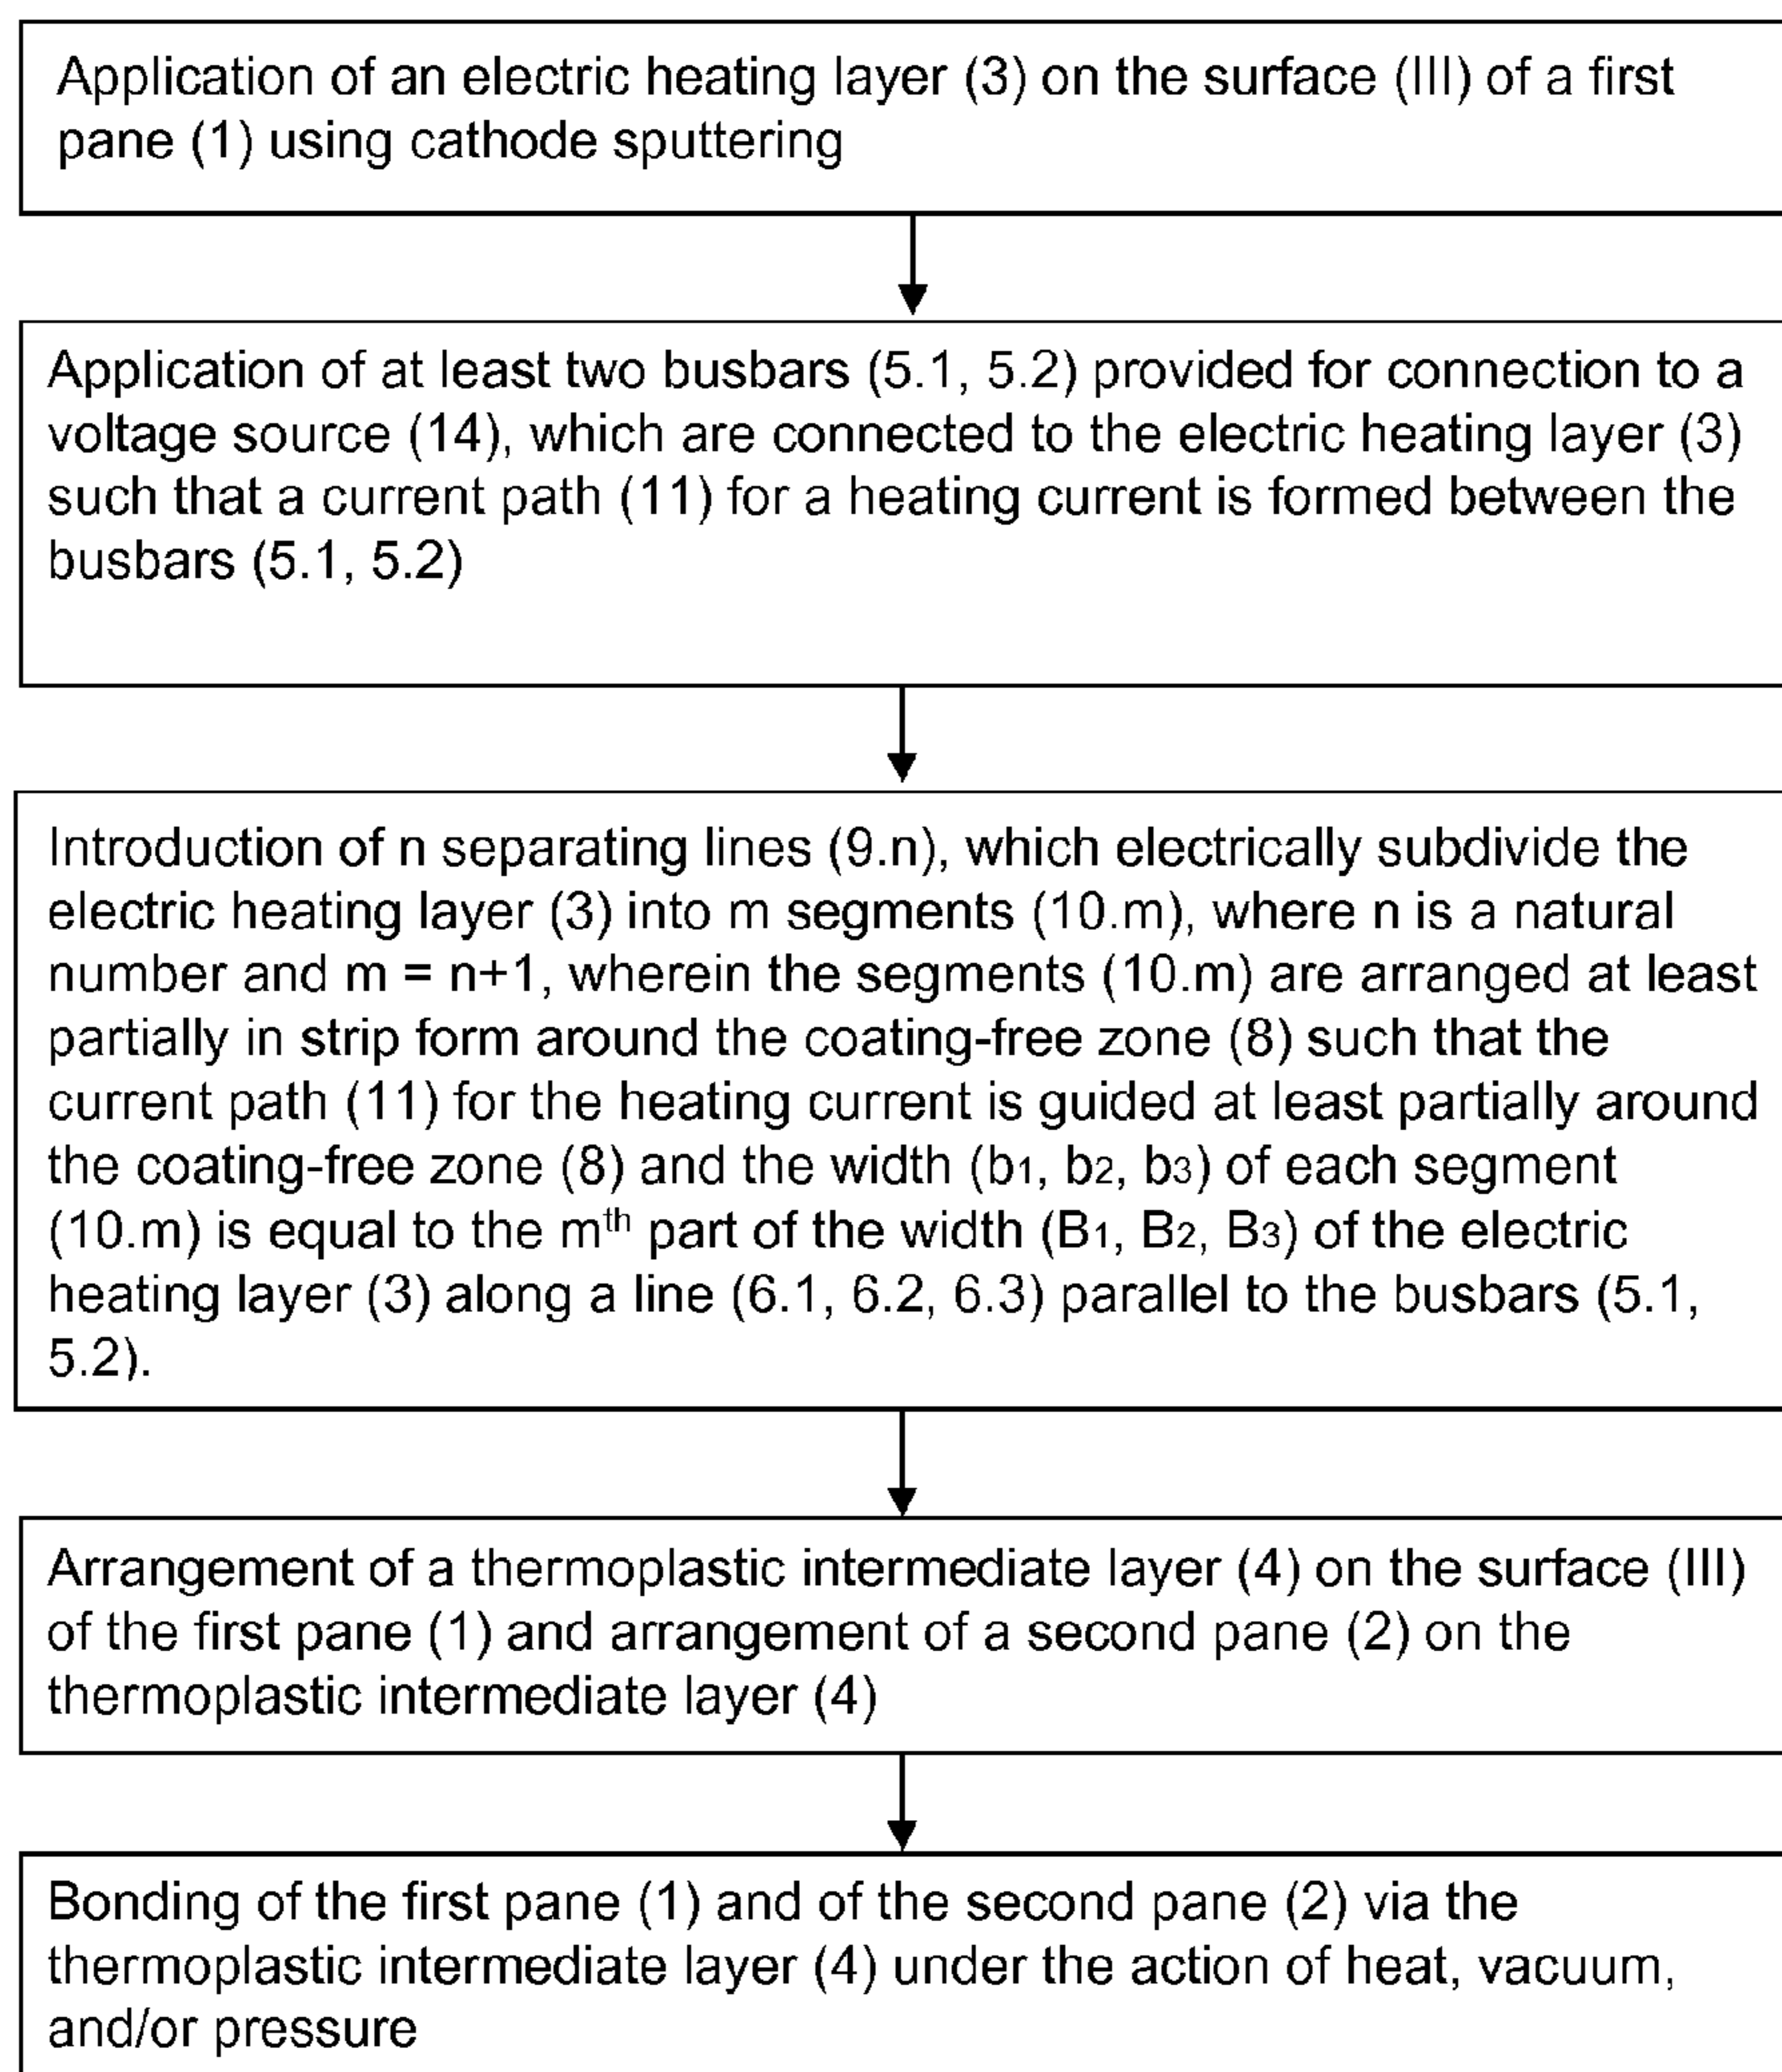 Application of an electric heating layer (3) on the surface (III) of a first
pane (1) using cathode sputtering
Application of at least two busbars (5.1, 5.2) provided for connection to a
voltage source (14), which are connected to the electric heating layer (3)
such that a current path (11) for a heating current is formed between the
busbars (5.1, 5.2)
Introduction of n separating lines (9.n), which electrically subdivide the
electric heating layer (3) into m segments (10.m), where n is a natural
number and m = n+1, wherein the segments (10.m) are arranged at least
partially in strip form around the coating-free zone (8) such that the
current path (11) for the heating current is guided at least partially around
the coating-free zone (8) and the width (b1, b2, b3) of each segment
(10.m) is equal to the mth part of the width (B1, B2, B3) of the electric
heating layer (3) along a line (6.1, 6.2, 6.3) parallel to the busbars (5.1,
5.2).
Arrangement of a thermoplastic intermediate layer (4) on the surface (III)
of the first pane (1) and arrangement of a second pane (2) on the
thermoplastic intermediate layer (4)
Bonding of the first pane (1) and of the second pane (2) via the
thermoplastic intermediate layer (4) under the action of heat, vacuum,
and/or pressure